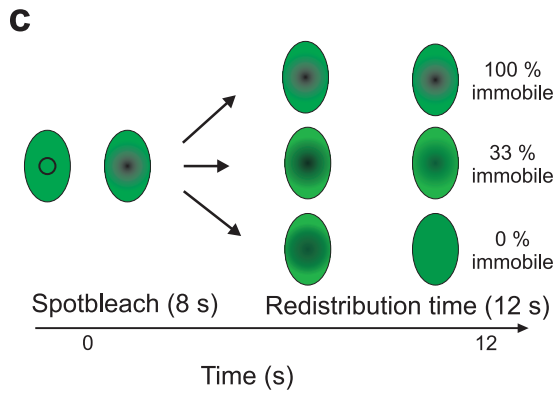 c
100 %
immobile
33 %
immobile
0 %
immobile
Spotbleach (8 s)
Redistribution time (12 s)
0
12
Time (s)